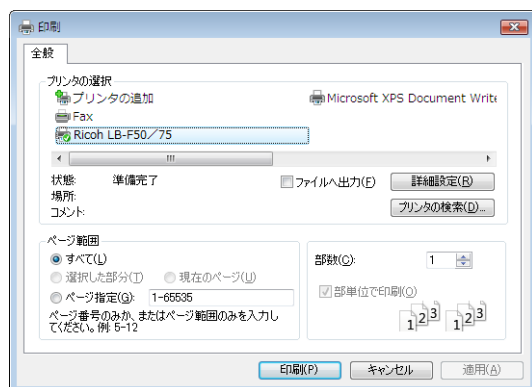 印刷
全般
プリンタの選択
プリンタの追加
Microsoft XPS Document Write
Fax
Ricoh LB-F50/75
状態: 準備完了
ファイルへ出力(F)
詳細設定(R)
場所:
コメント:
プリンタの検索(D)...
ページ範囲
すべて(L)
選択した部分(T)
現在のページ(U)
ページ指定(G): 1-65535
ページ番号のみか、またはページ範囲のみを入力し
てください。例: 5-12
部数(C): 1
部単位で印刷(O)
1 2 3 1 2 3
印刷(P)
キャンセル
適用(A)